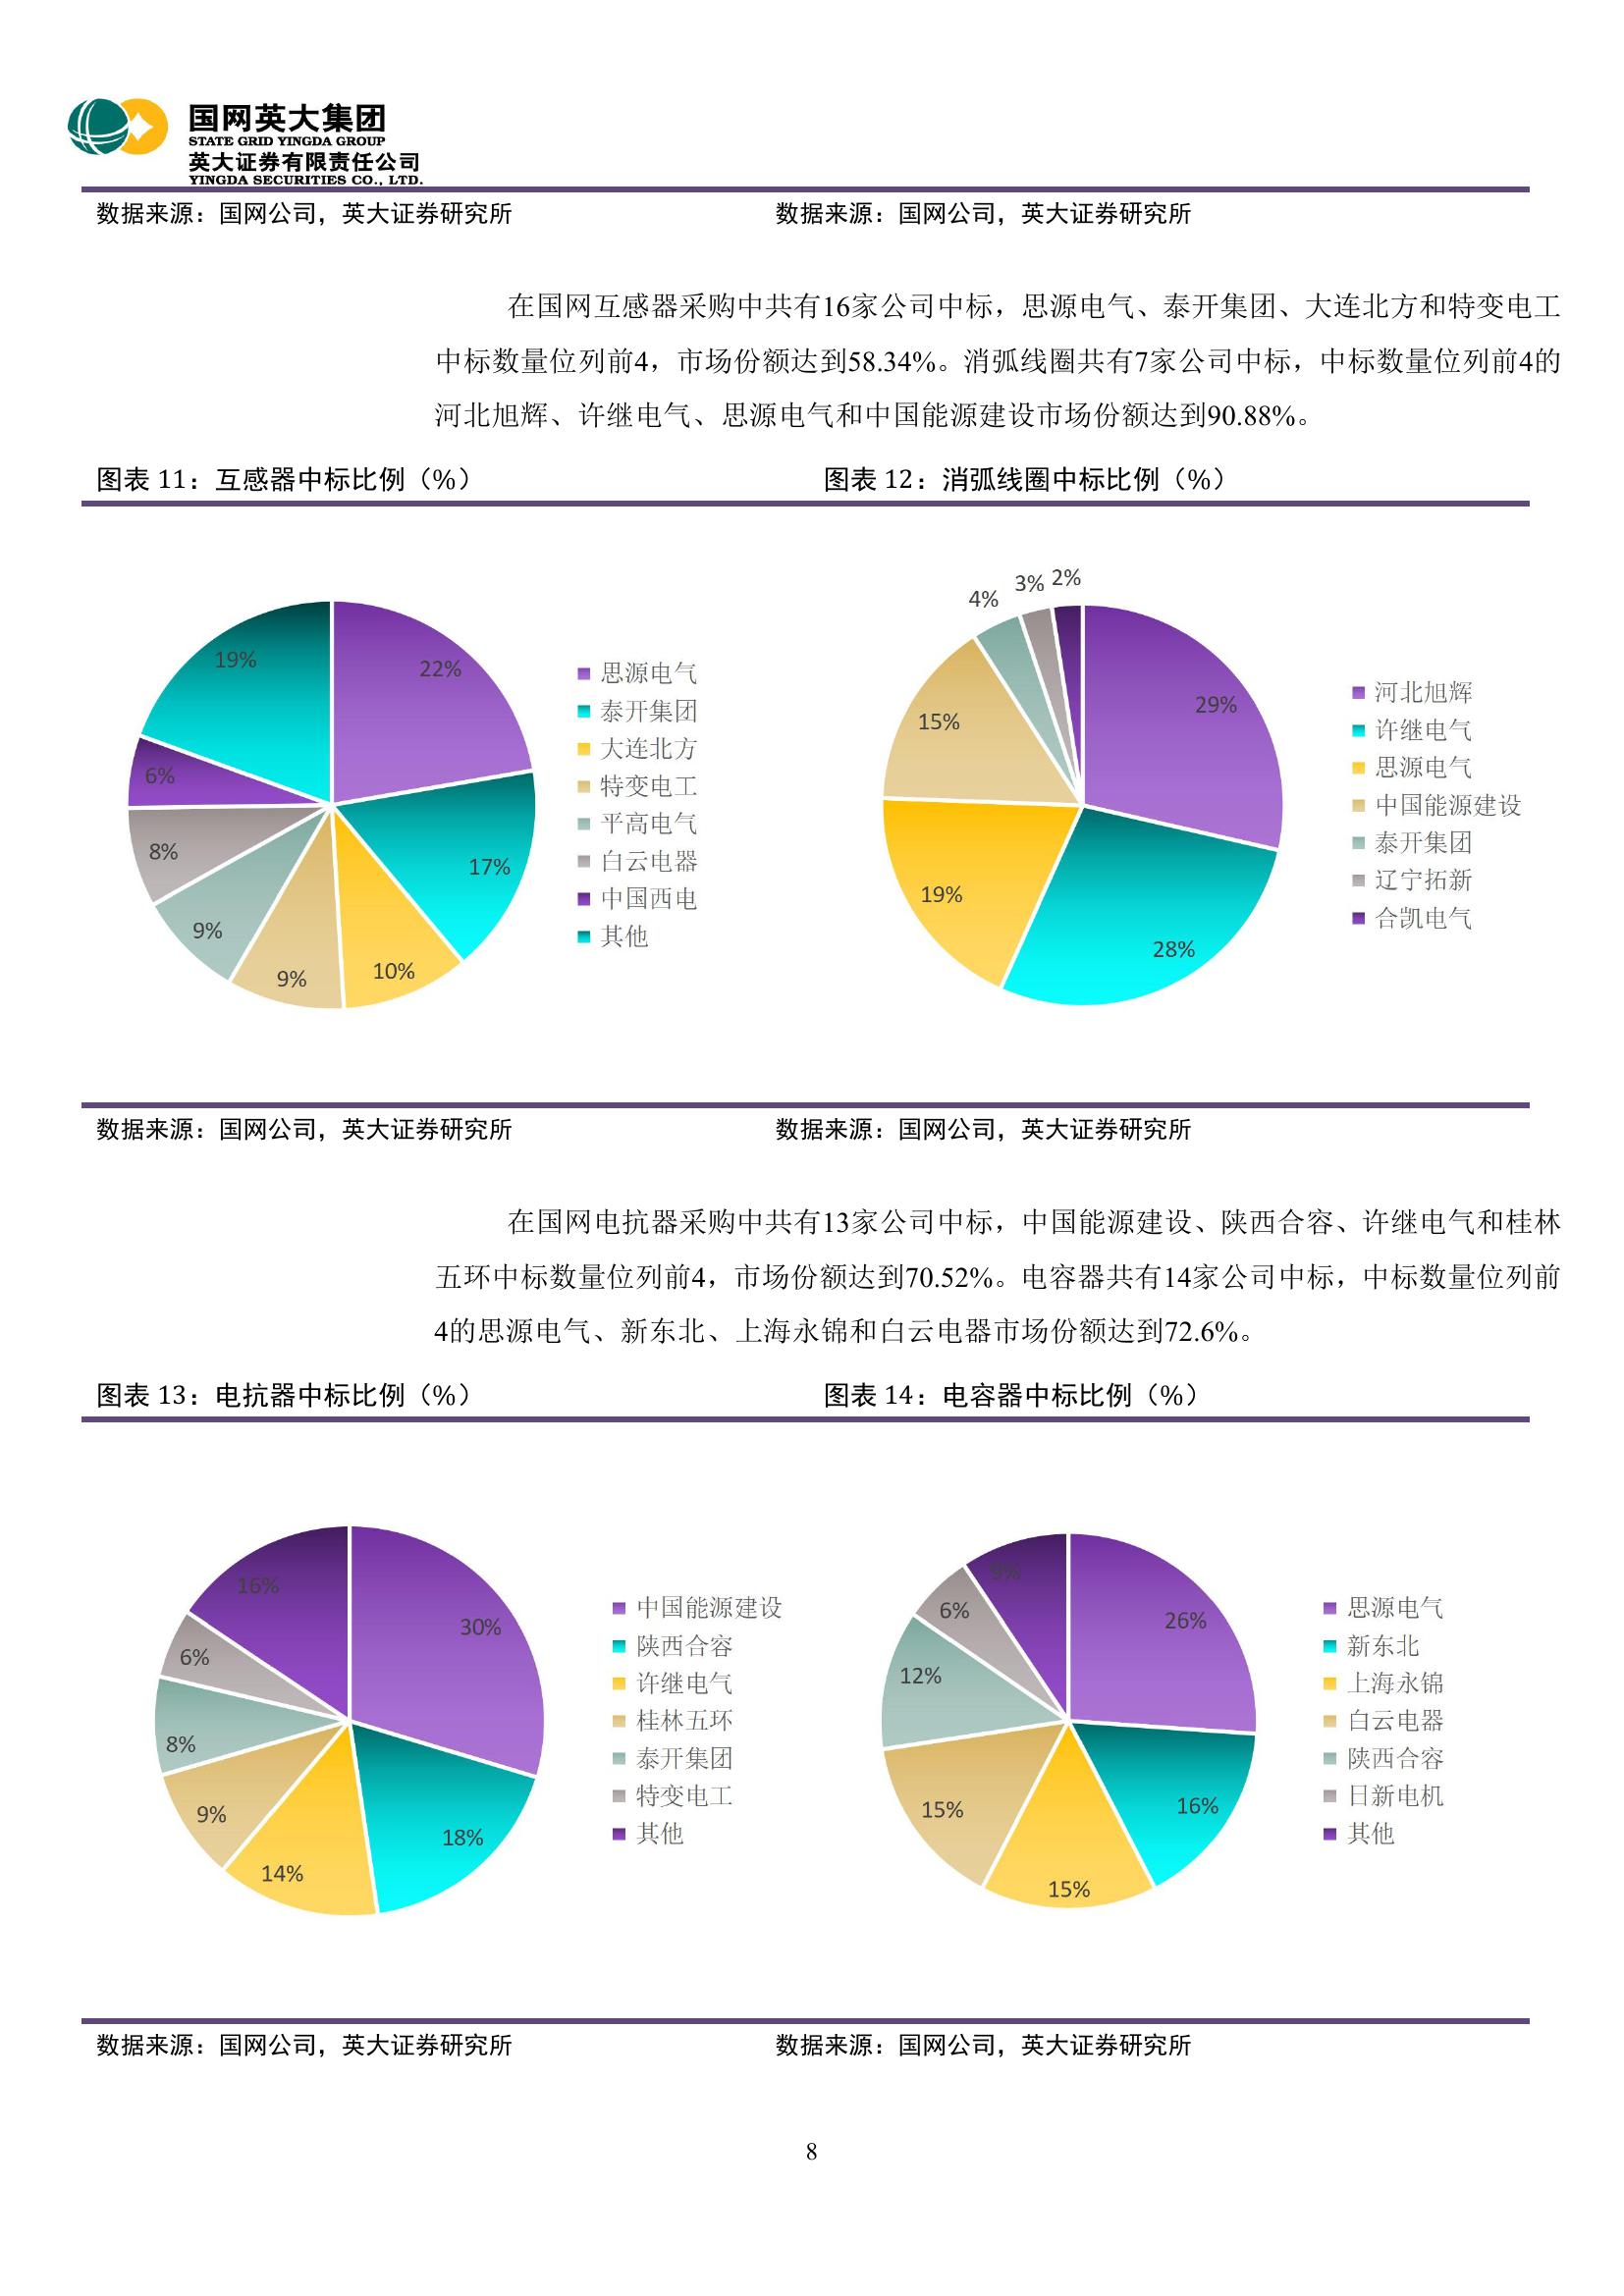 国网英大集团
STATE GRID YINGDA GROUP
英大证券有限责任公司
YINGDA SECURITIES CO., LTD.
数据来源：国网公司，英大证券研究所
数据来源：国网公司，英大证券研究所
在国网互感器采购中共有16家公司中标，思源电气、泰开集团、大连北方和特变电工
中标数量位列前4，市场份额达到58.34%。消弧线圈共有7家公司中标，中标数量位列前4的
河北旭辉、许继电气、思源电气和中国能源建设市场份额达到90.88%。
图表 11：互感器中标比例（%）
22%
17%
10%
9%
9%
8%
6%
19%
思源电气
泰开集团
大连北方
特变电工
平高电气
白云电器
中国西电
其他
图表 12：消弧线圈中标比例（%）
29%
28%
19%
15%
4%
3%
2%
河北旭辉
许继电气
思源电气
中国能源建设
泰开集团
辽宁拓新
合凯电气
数据来源：国网公司，英大证券研究所
数据来源：国网公司，英大证券研究所
在国网电抗器采购中共有13家公司中标，中国能源建设、陕西合容、许继电气和桂林
五环中标数量位列前4，市场份额达到70.52%。电容器共有14家公司中标，中标数量位列前
4的思源电气、新东北、上海永锦和白云电器市场份额达到72.6%。
图表 13：电抗器中标比例（%）
30%
18%
14%
9%
8%
6%
16%
中国能源建设
陕西合容
许继电气
桂林五环
泰开集团
特变电工
其他
图表 14：电容器中标比例（%）
26%
16%
15%
15%
12%
6%
9%
思源电气
新东北
上海永锦
白云电器
陕西合容
日新电机
其他
数据来源：国网公司，英大证券研究所
数据来源：国网公司，英大证券研究所
8